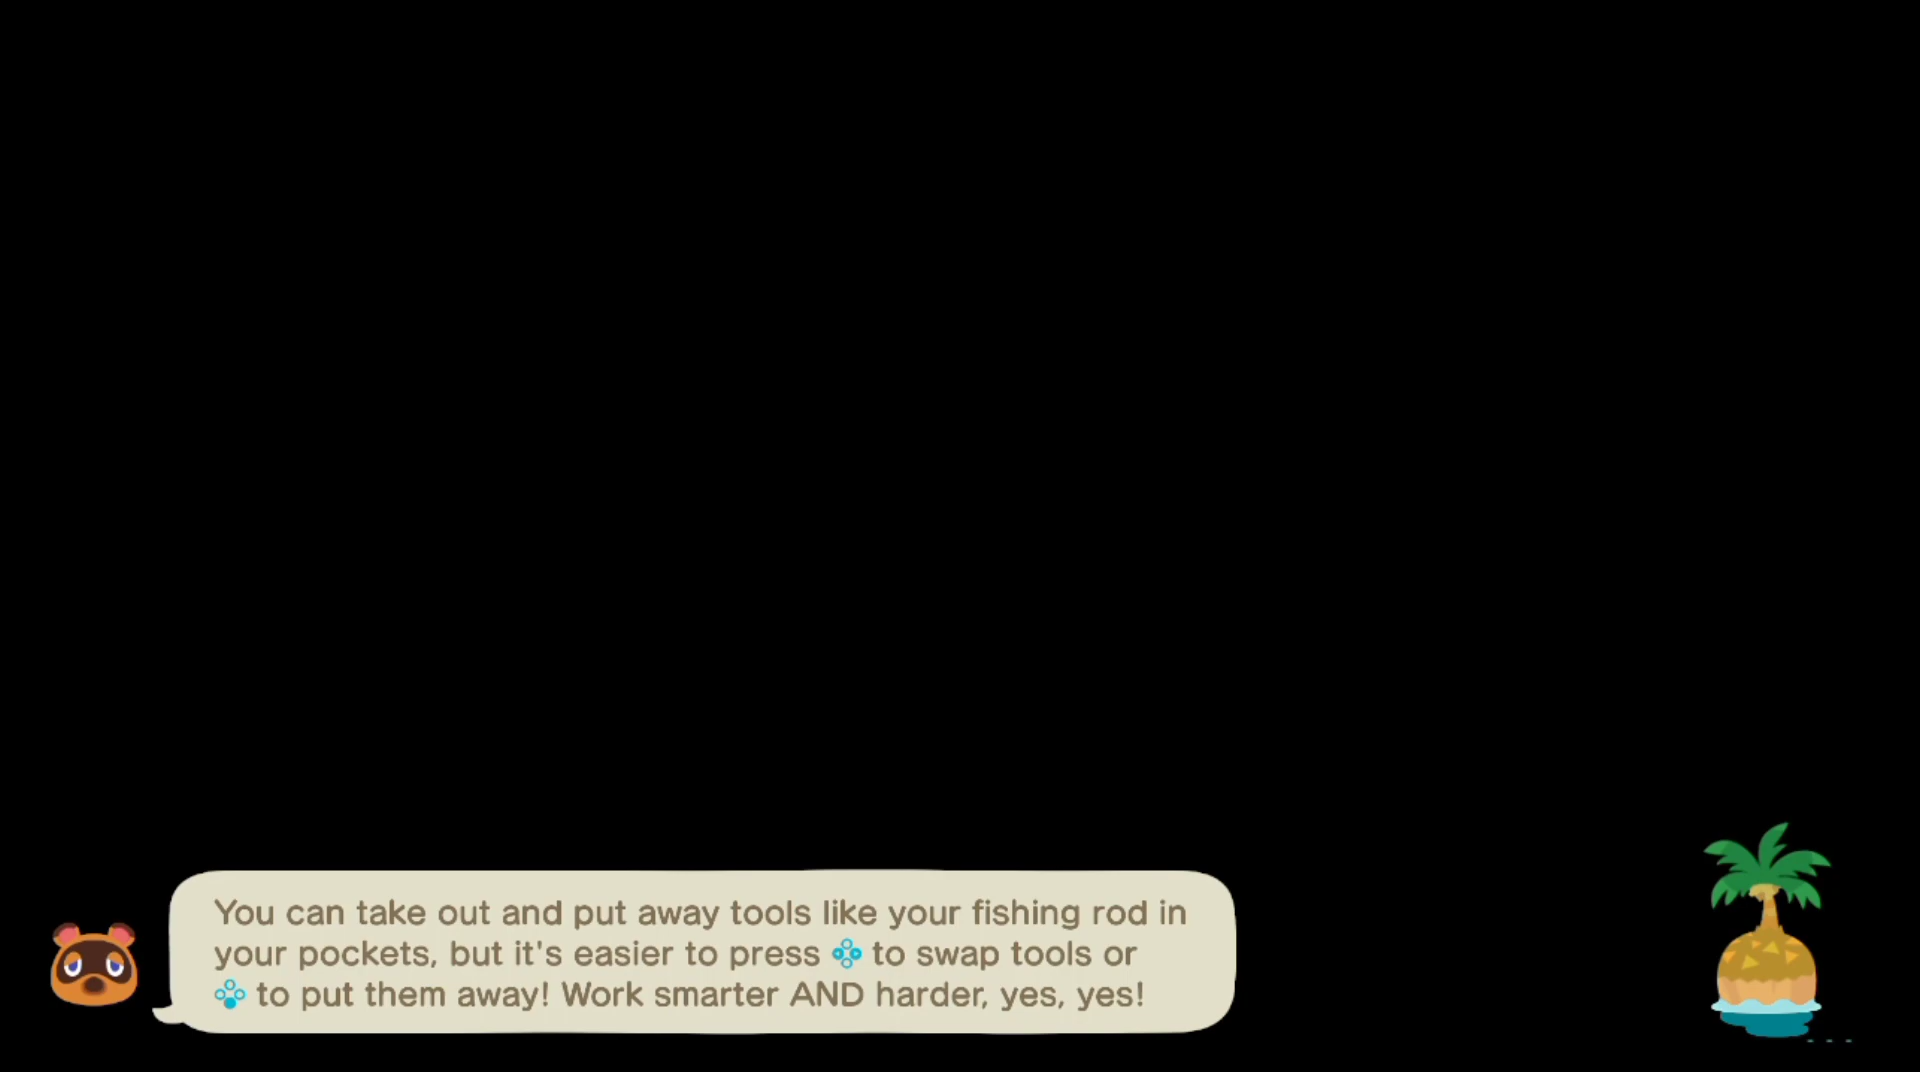 You can take out and put away tools like your fishing rod in
your pockets, but it's easier to press to swap tools or
to put them away! Work smarter AND harder, yes, yes!